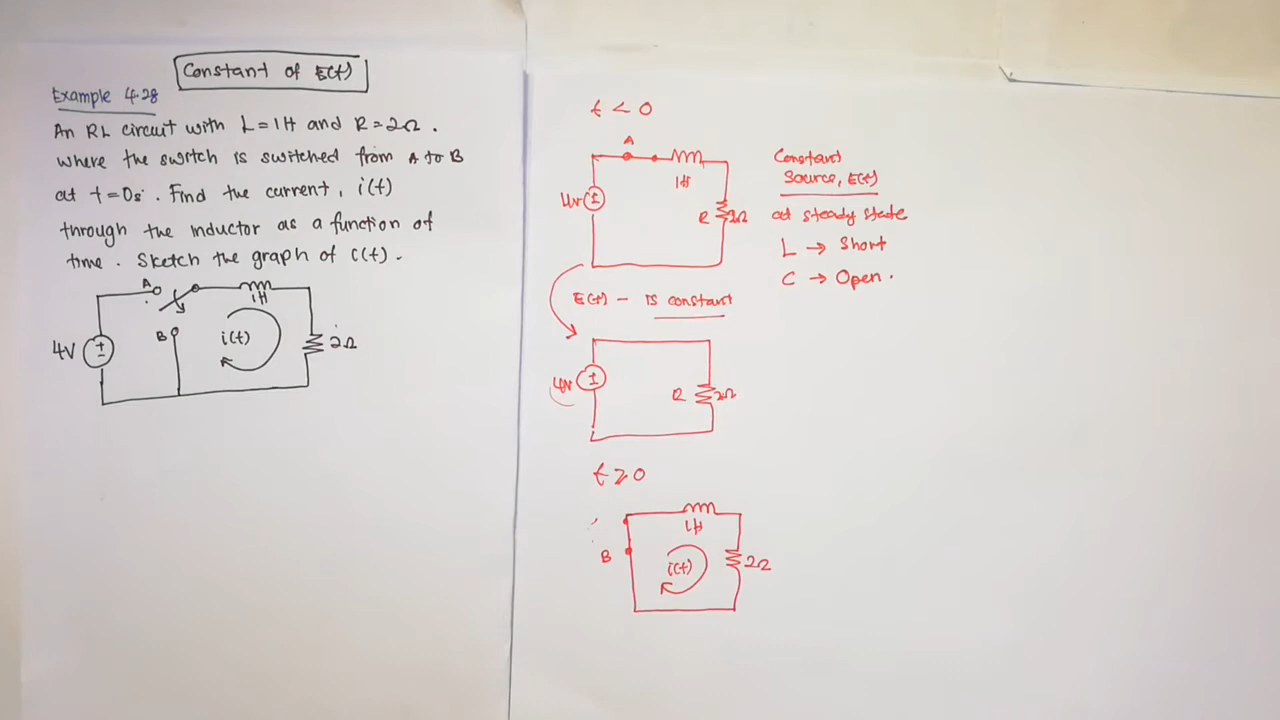 Constant of E(t)
Example 4.28
An RL circuit with L = 1H and R = 2Ω.
where the switch is switched from A to B
at t = 0s. Find the current, i(t)
through the inductor as a function of
time. Sketch the graph of i(t).
A
1H
B
i(t)
4V
2Ω
t < 0
A
1H
4V
R
2Ω
Constant
Source, E(t)
at steady state
L → Short
C → Open.
E(t) - is constant
4V
R
2Ω
t ≥ 0
1H
B
i(t)
2Ω